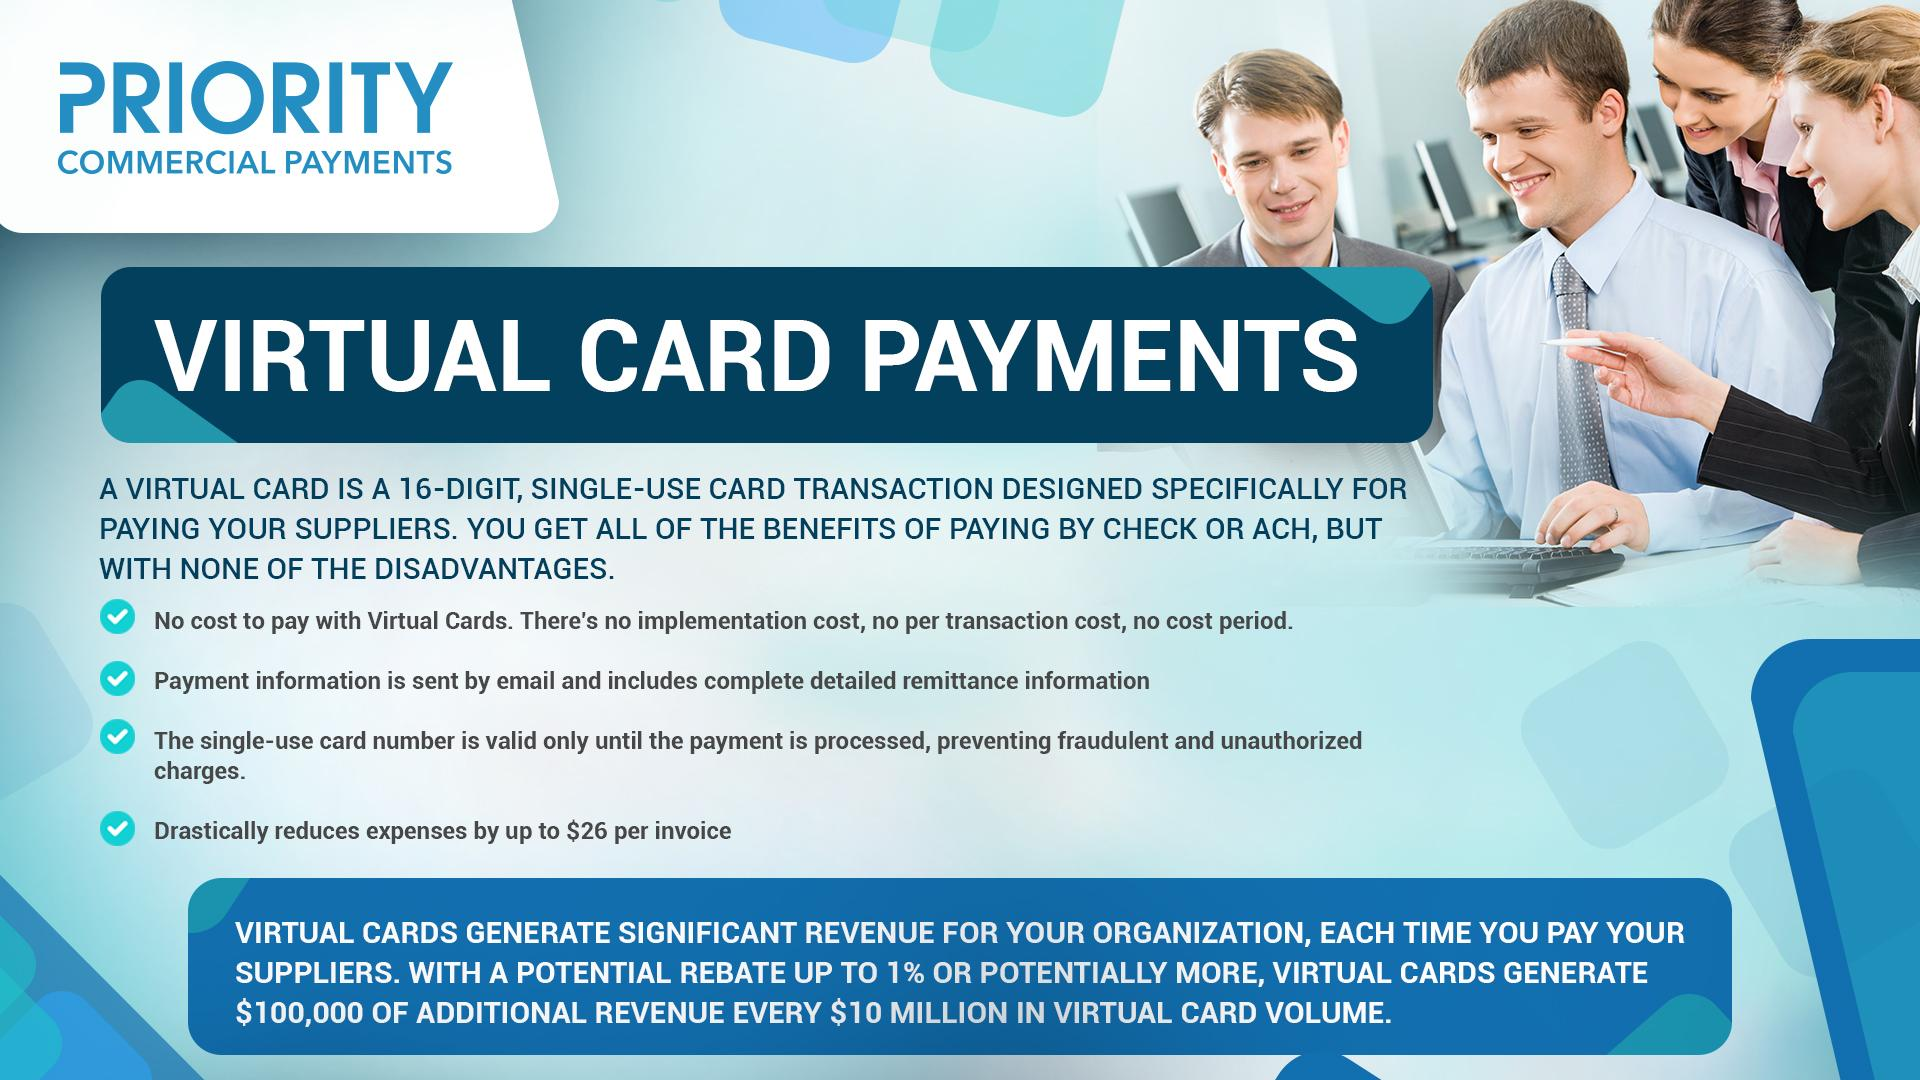 PRIORITY
COMMERCIAL PAYMENTS
VIRTUAL CARD PAYMENTS
A VIRTUAL CARD IS A 16-DIGIT, SINGLE-USE CARD TRANSACTION DESIGNED SPECIFICALLY FOR
PAYING YOUR SUPPLIERS. YOU GET ALL OF THE BENEFITS OF PAYING BY CHECK OR ACH, BUT
WITH NONE OF THE DISADVANTAGES.
No cost to pay with Virtual Cards. There's no implementation cost, no per transaction cost, no cost period.
Payment information is sent by email and includes complete detailed remittance information
The single-use card number is valid only until the payment is processed, preventing fraudulent and unauthorized
charges.
Drastically reduces expenses by up to $26 per invoice
VIRTUAL CARDS GENERATE SIGNIFICANT REVENUE FOR YOUR ORGANIZATION, EACH TIME YOU PAY YOUR
SUPPLIERS. WITH A POTENTIAL REBATE UP TO 1% OR POTENTIALLY MORE, VIRTUAL CARDS GENERATE
$100,000 OF ADDITIONAL REVENUE EVERY $10 MILLION IN VIRTUAL CARD VOLUME.